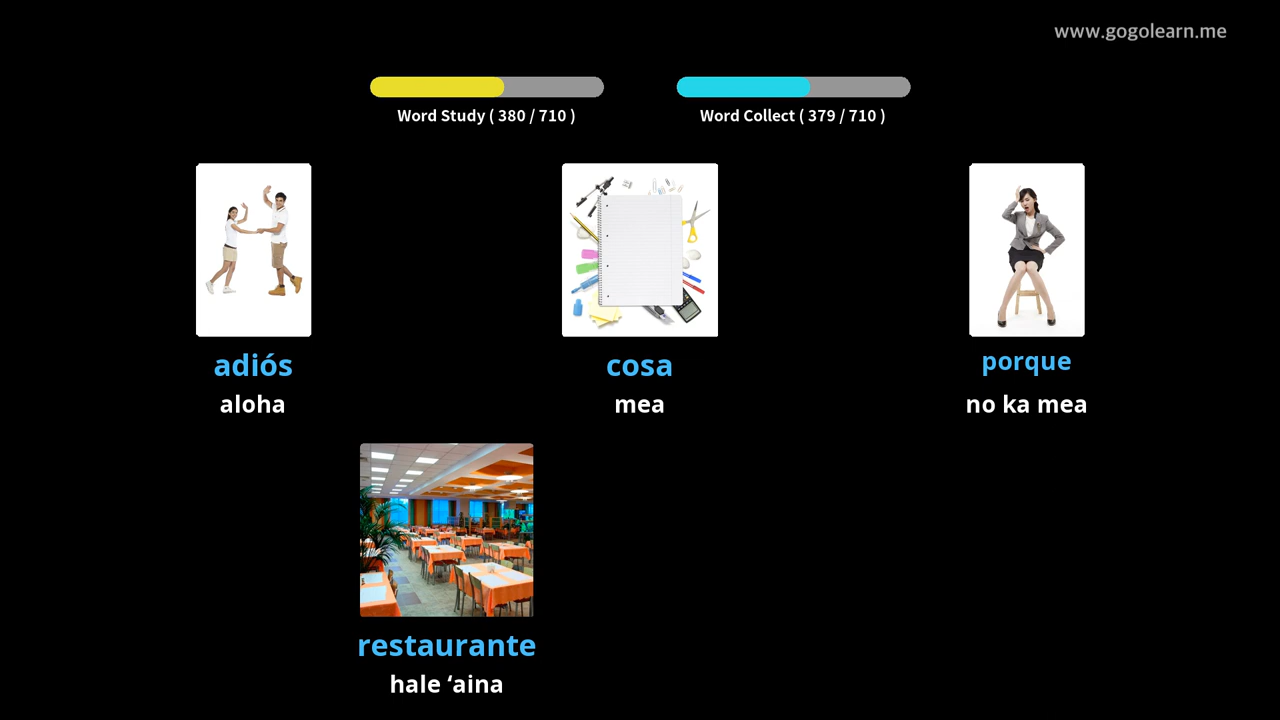 www.gogolearn.me
Word Study ( 380 / 710 )
Word Collect ( 379 / 710 )
adiós
cosa
porque
aloha
mea
no ka mea
restaurante
hale ‘aina